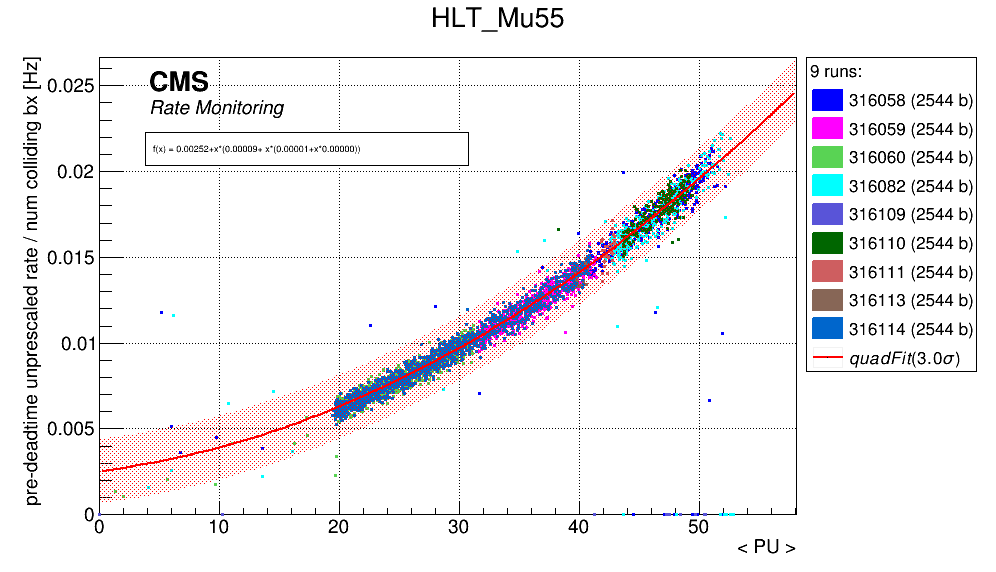 HLT_Mu55
pre-deadtime unprescaled rate / num colliding bx [Hz]
0.025
0.02
0.015
0.01
0.005
0
CMS
Rate Monitoring
f(x) = 0.00252+x*(0.00009+ x*(0.00001+x*0.00000))
0 10 20 30 40 50
< PU >
9 runs:
316058 (2544 b)
316059 (2544 b)
316060 (2544 b)
316082 (2544 b)
316109 (2544 b)
316110 (2544 b)
316111 (2544 b)
316113 (2544 b)
316114 (2544 b)
quadFit(3.0σ)